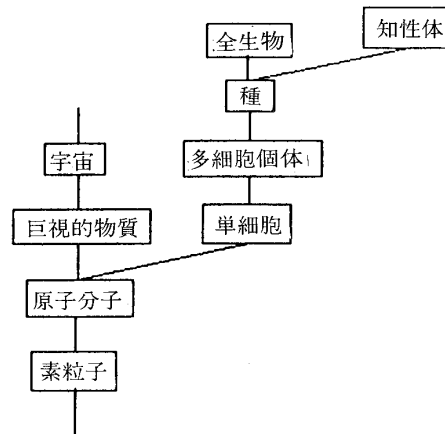 知性体
全生物
種
宇宙
多細胞個体
巨視的物質
単細胞
原子分子
素粒子